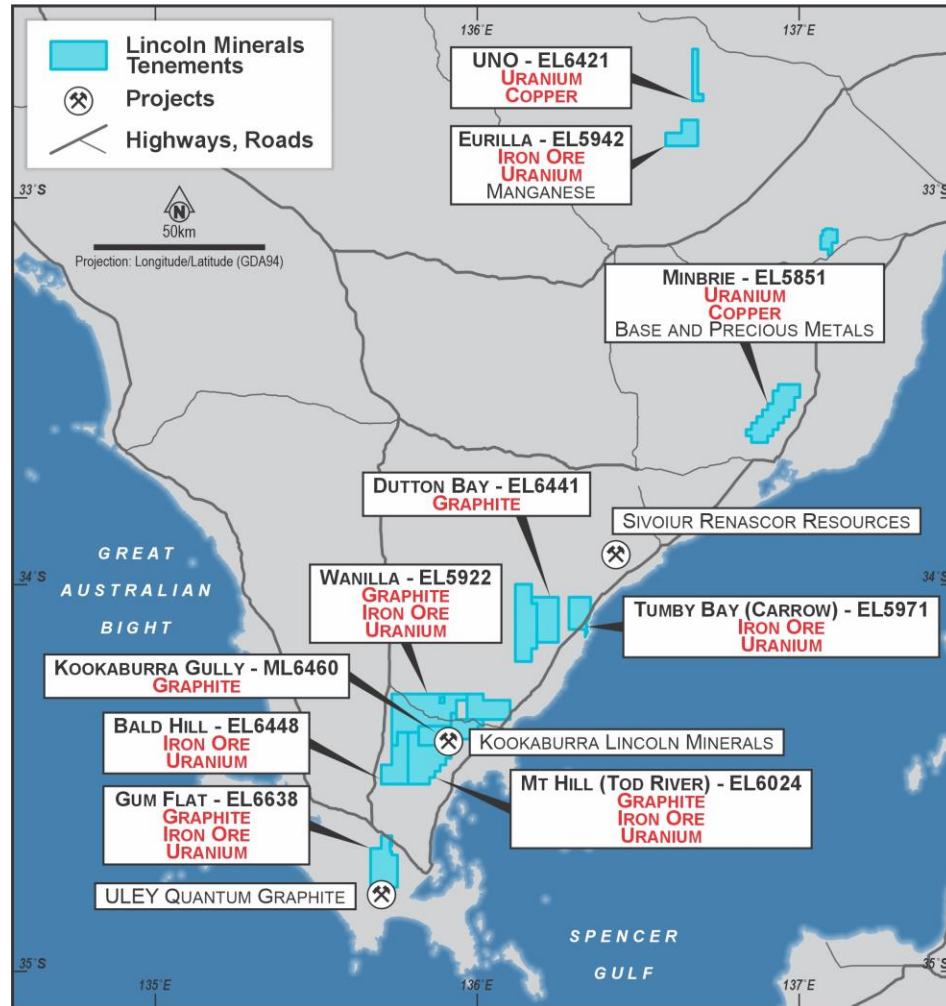 136°E
137°E
Lincoln Minerals
Tenements
Projects
Highways, Roads
N
50km
Projection: Longitude/Latitude (GDA94)
UNO - EL6421
URANIUM
COPPER
EURILLA - EL5942
IRON ORE
URANIUM
MANGANESE
33°S
33°S
MINBRIE - EL5851
URANIUM
COPPER
BASE AND PRECIOUS METALS
DUTTON BAY - EL6441
GRAPHITE
SIVOIUR RENASCOR RESOURCES
GREAT
AUSTRALIAN
BIGHT
WANILLA - EL5922
GRAPHITE
IRON ORE
URANIUM
34°S
34°S
TUMBY BAY (CARROW) - EL5971
IRON ORE
URANIUM
KOOKABURRA GULLY - ML6460
GRAPHITE
BALD HILL - EL6448
IRON ORE
URANIUM
KOOKABURRA LINCOLN MINERALS
MT HILL (TOD RIVER) - EL6024
GRAPHITE
IRON ORE
URANIUM
GUM FLAT - EL6638
GRAPHITE
IRON ORE
URANIUM
ULEY QUANTUM GRAPHITE
SPENCER
GULF
35°S
35°S
135°E
136°E
137°E